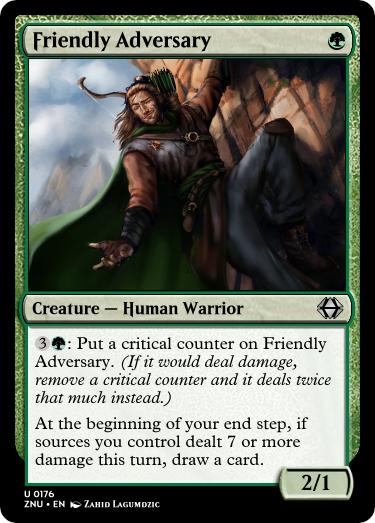 Friendly Adversary
Creature — Human Warrior
3: Put a critical counter on Friendly
Adversary. (If it would deal damage,
remove a critical counter and it deals twice
that much instead.)
At the beginning of your end step, if
sources you control dealt 7 or more
damage this turn, draw a card.
2/1
U 0176
ZNU • EN Zahid Lagumdzic